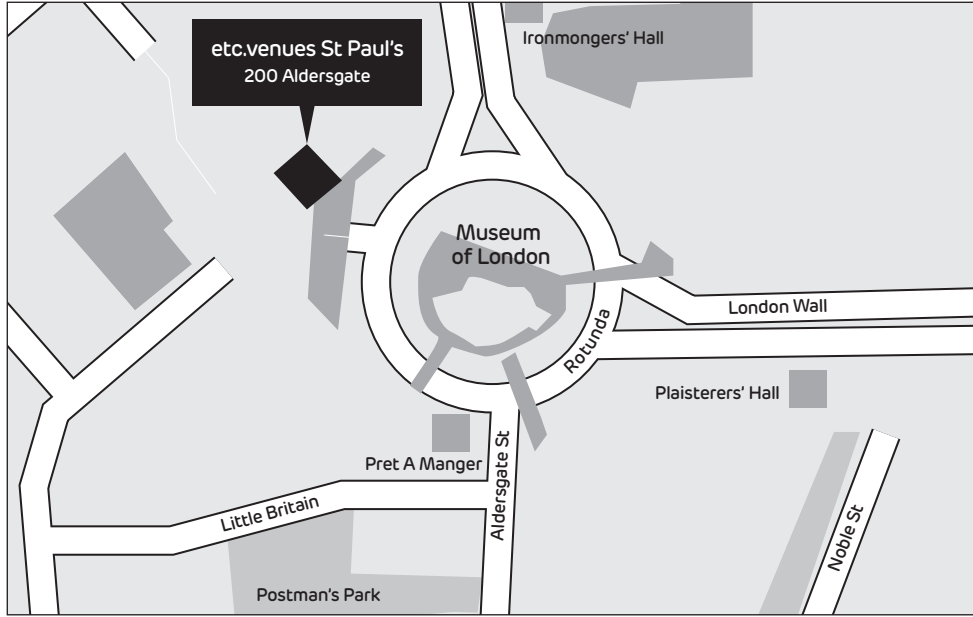 etc.venues St Paul's
200 Aldersgate
Ironmongers' Hall
Museum
of London
London Wall
Rotunda
Plaisterers' Hall
Pret A Manger
Aldersgate St
Little Britain
Noble St
Postman's Park